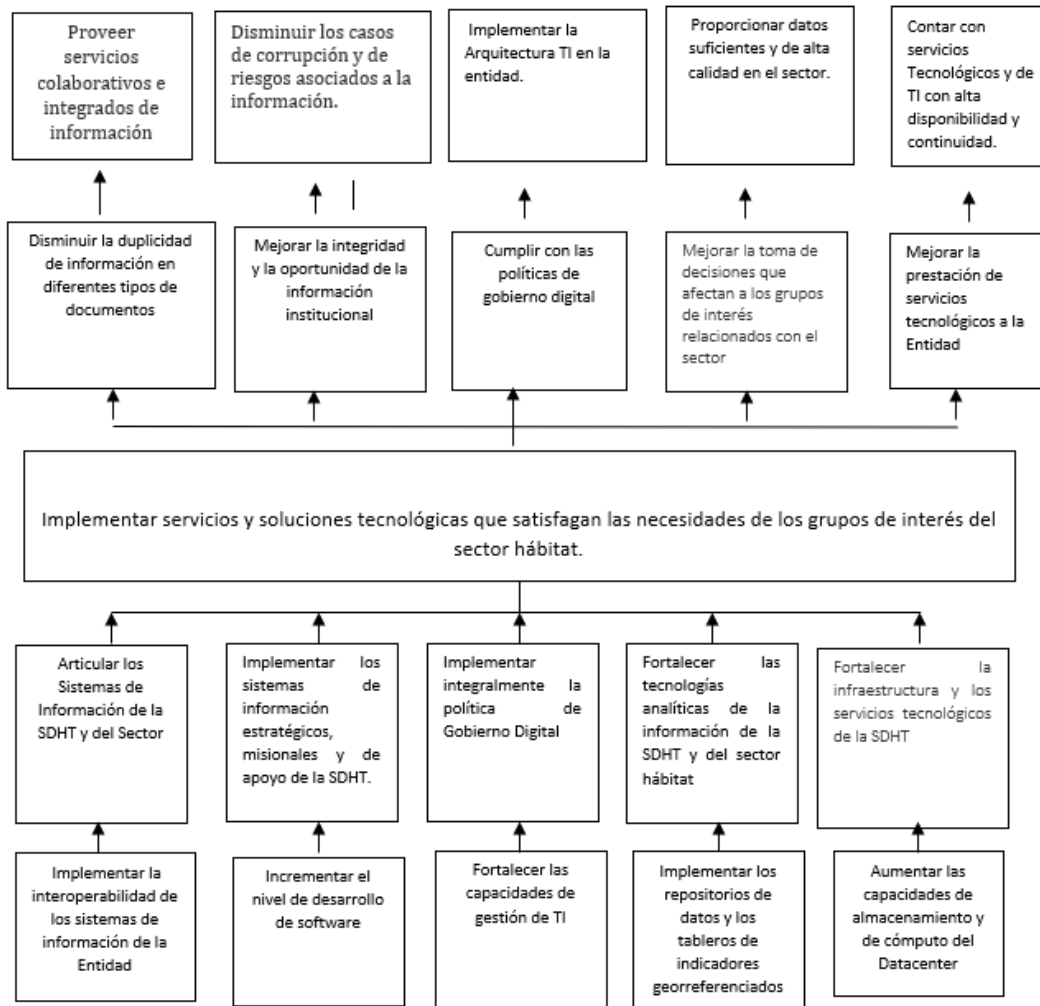 Proveer
servicios
colaborativos e
integrados de
información
Disminuir los casos
de corrupción y de
riesgos asociados a la
información.
Implementar la
Arquitectura TI en la
entidad.
Proporcionar datos
suficientes y de alta
calidad en el sector.
Contar con
servicios
Tecnológicos y de
TI con alta
disponibilidad y
continuidad.
Disminuir la duplicidad
de información en
diferentes tipos de
documentos
Mejorar la integridad
y la oportunidad de la
información
institucional
Cumplir con las
políticas de
gobierno digital
Mejorar la toma de
decisiones que
afectan a los grupos
de interés
relacionados con el
sector
Mejorar la
prestación de
servicios
tecnológicos a la
Entidad
Implementar servicios y soluciones tecnológicas que satisfagan las necesidades de los grupos de interés del
sector hábitat.
Articular los
Sistemas de
Información de la
SDHT y del Sector
Implementar los
sistemas de
información
estratégicos,
misionales y de
apoyo de la SDHT.
Implementar
integralmente la
política de
Gobierno Digital
Fortalecer las
tecnologías
analíticas de la
información de la
SDHT y del sector
hábitat
Fortalecer la
infraestructura y los
servicios tecnológicos
de la SDHT
Implementar la
interoperabilidad de
los sistemas de
información de la
Entidad
Incrementar el
nivel de desarrollo
de software
Fortalecer las
capacidades de
gestión de TI
Implementar los
repositorios de
datos y los
tableros de
indicadores
georreferenciados
Aumentar las
capacidades de
almacenamiento y
de cómputo del
Datacenter